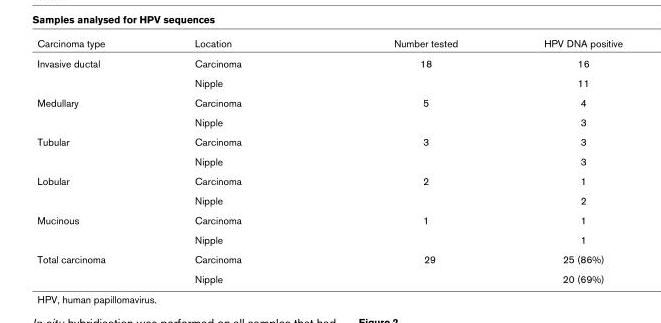 Samples analysed for HPV sequences
Carcinoma type Location Number tested HPV DNA positive
Invasive ductal Carcinoma 18 16
Nipple 11
Medullary Carcinoma 5 4
Nipple 3
Tubular Carcinoma 3 3
Nipple 3
Lobular Carcinoma 2 1
Nipple 2
Mucinous Carcinoma 1 1
Nipple 1
Total carcinoma Carcinoma 29 25 (86%)
Nipple 20 (69%)
HPV, human papillomavirus.
In situ hybridisation was performed on all samples that had Figure 2